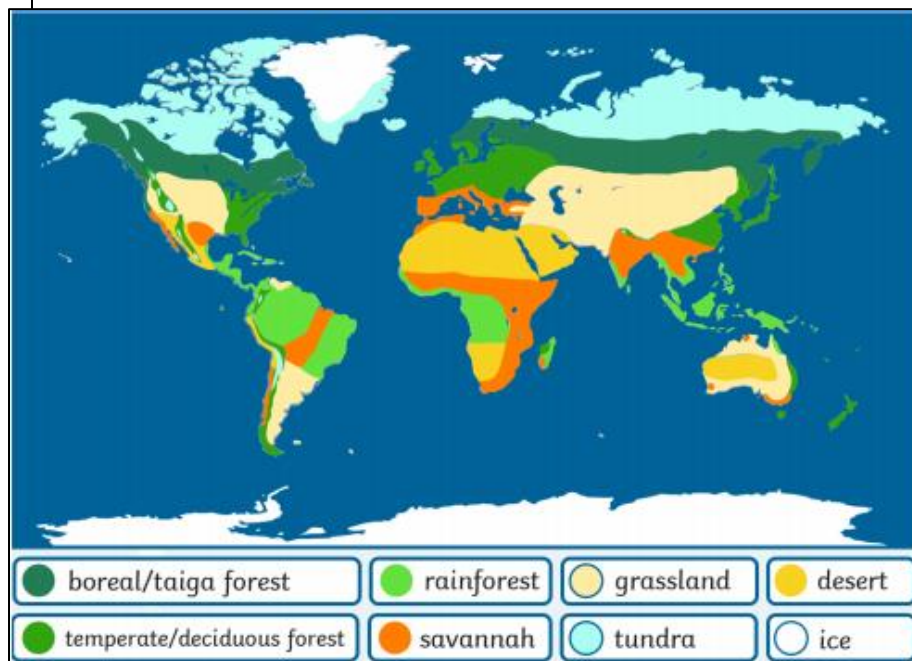 boreal/taiga forest
rainforest
grassland
desert
temperate/deciduous forest
savannah
tundra
ice